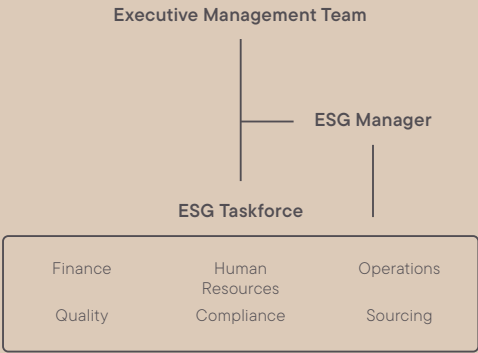 Executive Management Team
ESG Manager
ESG Taskforce
Finance
Human
Resources
Operations
Quality
Compliance
Sourcing